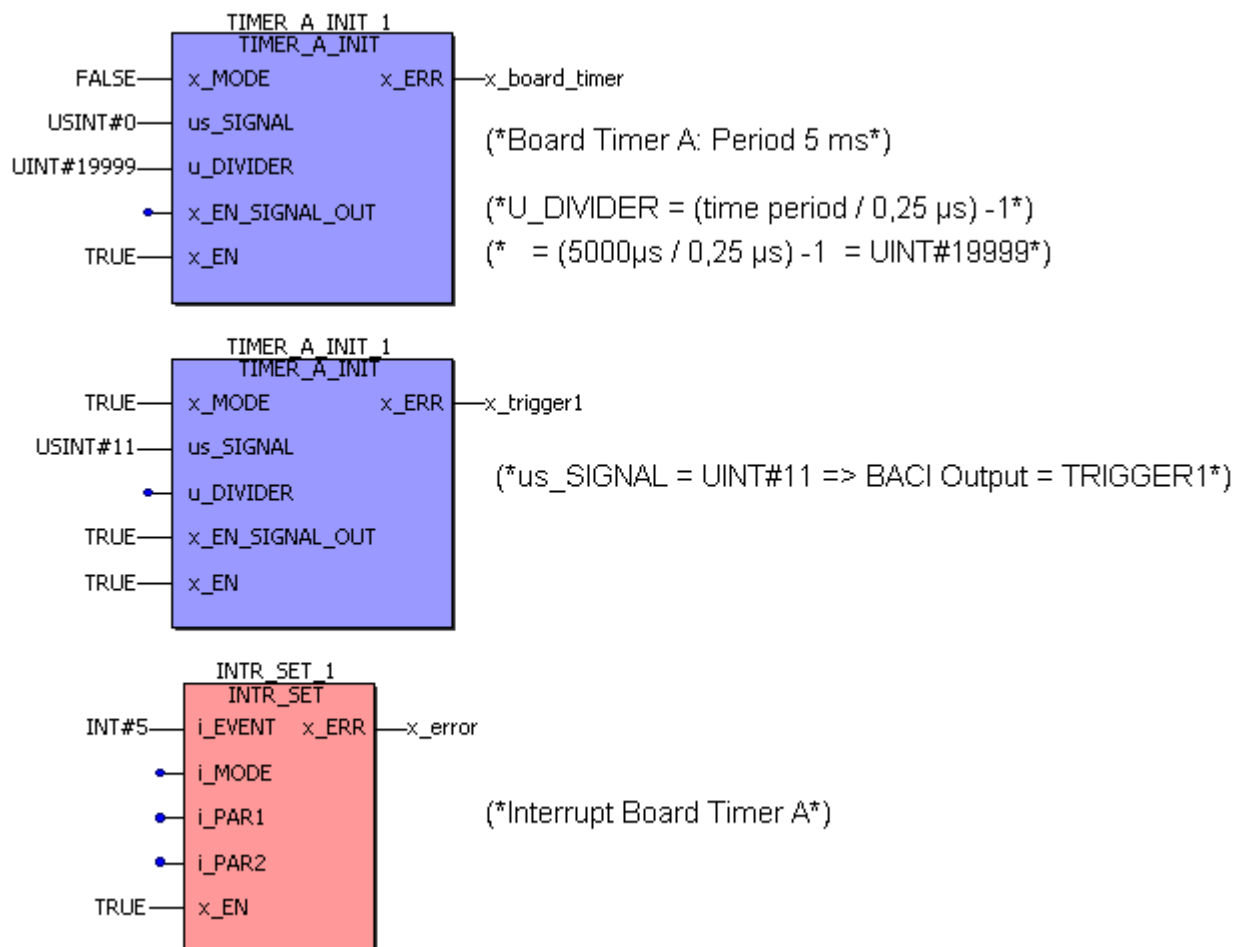 TIMER_A_INIT_1
TIMER_A_INIT
FALSE x_MODE x_ERR x_board_timer
USINT#0 us_SIGNAL
(*Board Timer A: Period 5 ms*)
UINT#19999 u_DIVIDER
x_EN_SIGNAL_OUT (*U_DIVIDER = (time period / 0,25 µs) -1*)
TRUE x_EN (* = (5000µs / 0,25 µs) -1 = UINT#19999*)
TIMER_A_INIT_1
TIMER_A_INIT
TRUE x_MODE x_ERR x_trigger1
USINT#11 us_SIGNAL
(*us_SIGNAL = UINT#11 => BACI Output = TRIGGER1*)
u_DIVIDER
TRUE x_EN_SIGNAL_OUT
TRUE x_EN
INTR_SET_1
INTR_SET
INT#5 i_EVENT x_ERR x_error
i_MODE
i_PAR1 (*Interrupt Board Timer A*)
i_PAR2
TRUE x_EN